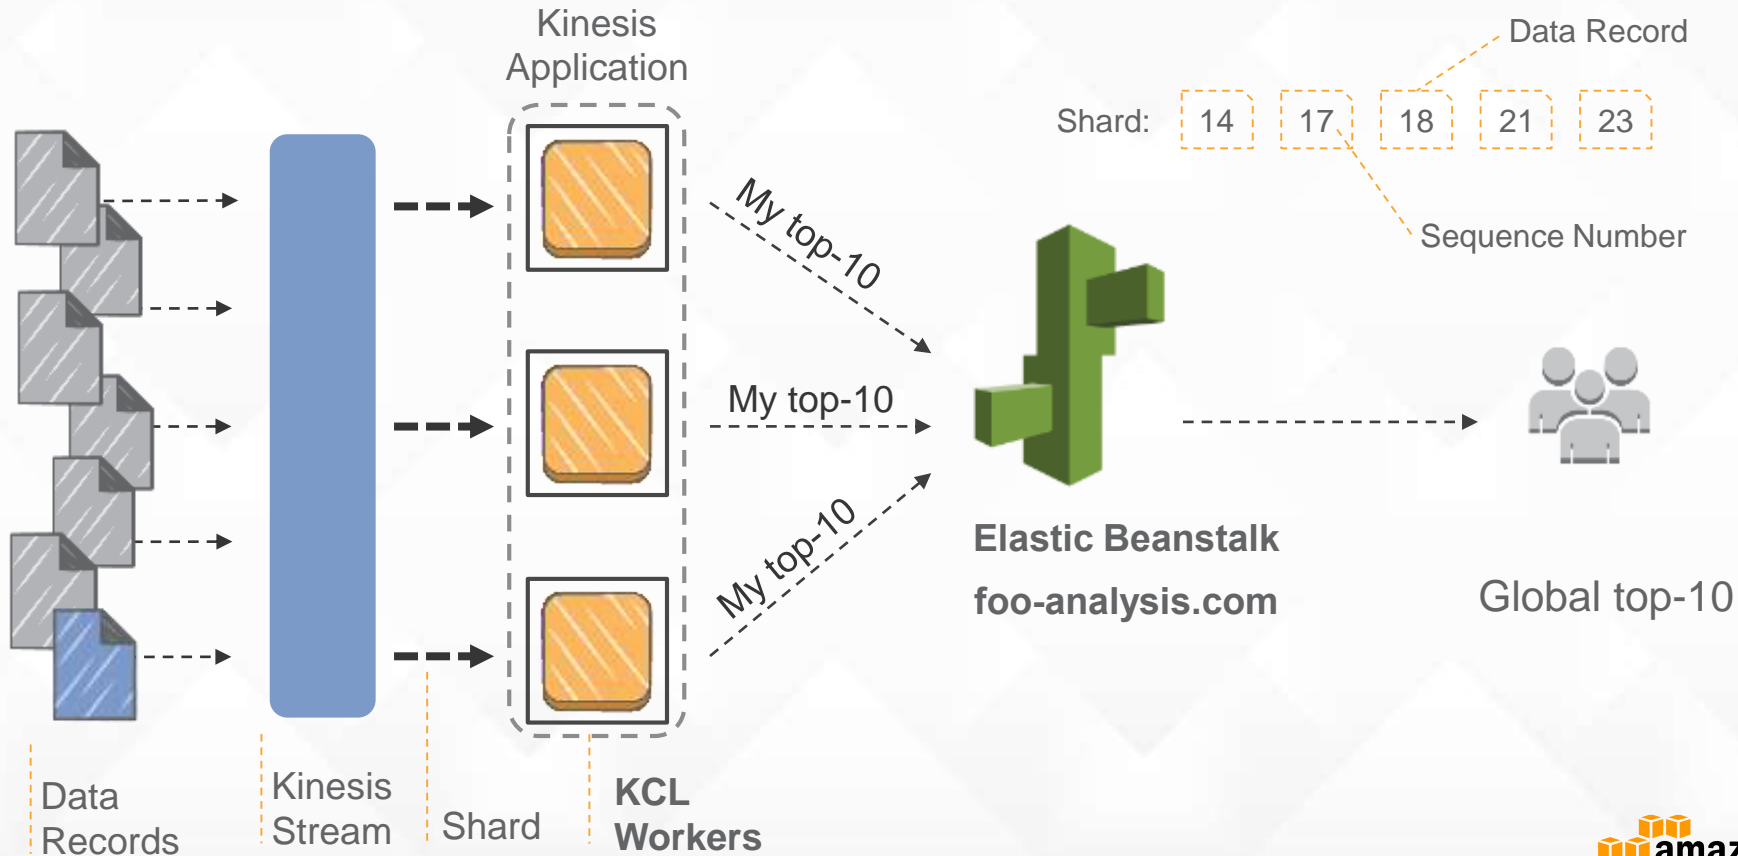 Kinesis
Application
Data Record
Shard: 14 17 18 21 23
Sequence Number
My top-10
My top-10
My top-10
Elastic Beanstalk
foo-analysis.com
Global top-10
Data
Records
Kinesis
Stream
Shard
KCL
Workers
amaz